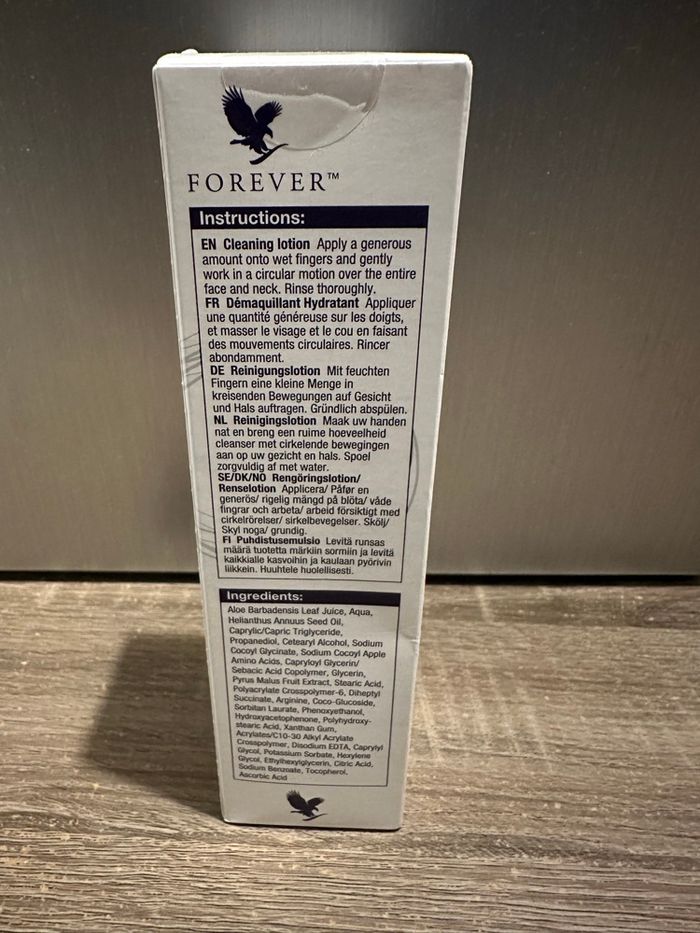 FOREVER™
Instructions:
EN Cleaning lotion Apply a generous
amount onto wet fingers and gently
work in a circular motion over the entire
face and neck. Rinse thoroughly.
FR Démaquillant Hydratant Appliquer
une quantité généreuse sur les doigts,
et masser le visage et le cou en faisant
des mouvements circulaires. Rincer
abondamment.
DE Reinigungslotion Mit feuchten
Fingern eine kleine Menge in
kreisenden Bewegungen auf Gesicht
und Hals auftragen. Gründlich abspülen.
NL Reinigingslotion Maak uw handen
nat en breng een ruime hoeveelheid
cleanser met cirkelende bewegingen
aan op uw gezicht en hals. Spoel
zorgvuldig af met water.
SE/DK/NO Rengöringslotion/
Renselotion Applicera/ Påfør en
generös/ rigelig mängd på blöta/ våde
fingrar och arbeta/ arbeid försiktigt med
cirkelrörelser/ sirkelbevegelser. Skölj/
Skyl noga/ grundig.
FI Puhdistusemulsio Levitä runsas
määrä tuotetta märkiin sormiin ja levitä
kaikkialle kasvoihin ja kaulaan pyörivin
liikkein. Huuhtele huolellisesti.
Ingredients:
Aloe Barbadensis Leaf Juice, Aqua,
Helianthus Annuus Seed Oil,
Caprylic/Capric Triglyceride,
Propanediol, Cetearyl Alcohol, Sodium
Cocoyl Glycinate, Sodium Cocoyl Apple
Amino Acids, Capryloyl Glycerin/
Sebacic Acid Copolymer, Glycerin,
Pyrus Malus Fruit Extract, Stearic Acid,
Polyacrylate Crosspolymer-6, Diheptyl
Succinate, Arginine, Coco-Glucoside,
Sorbitan Laurate, Phenoxyethanol,
Hydroxyacetophenone, Polyhydroxy-
stearic Acid, Xanthan Gum,
Acrylates/C10-30 Alkyl Acrylate
Crosspolymer, Disodium EDTA, Caprylyl
Glycol, Potassium Sorbate, Hexylene
Glycol, Ethylhexylglycerin, Citric Acid,
Sodium Benzoate, Tocopherol,
Ascorbic Acid